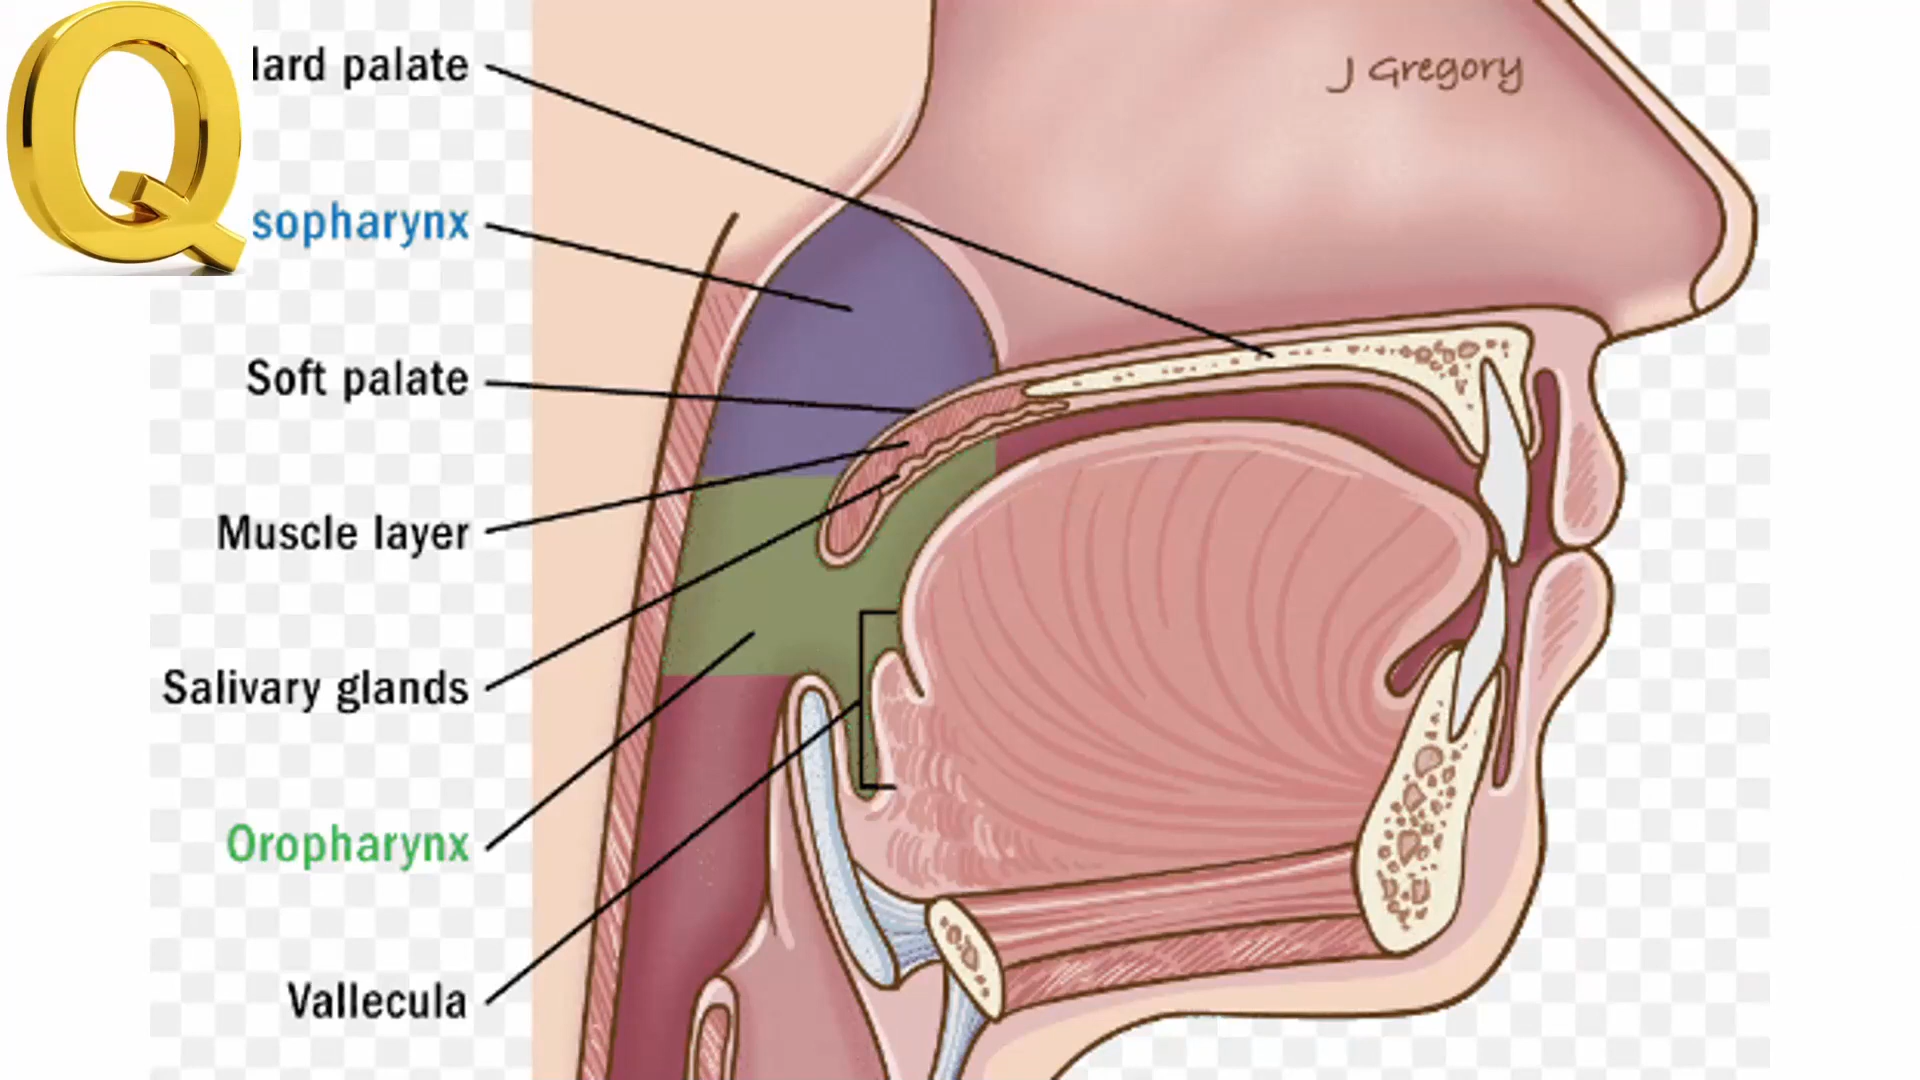 Q
lard palate
J Gregory
sopharynx
Soft palate
Muscle layer
Salivary glands
Oropharynx
Vallecula